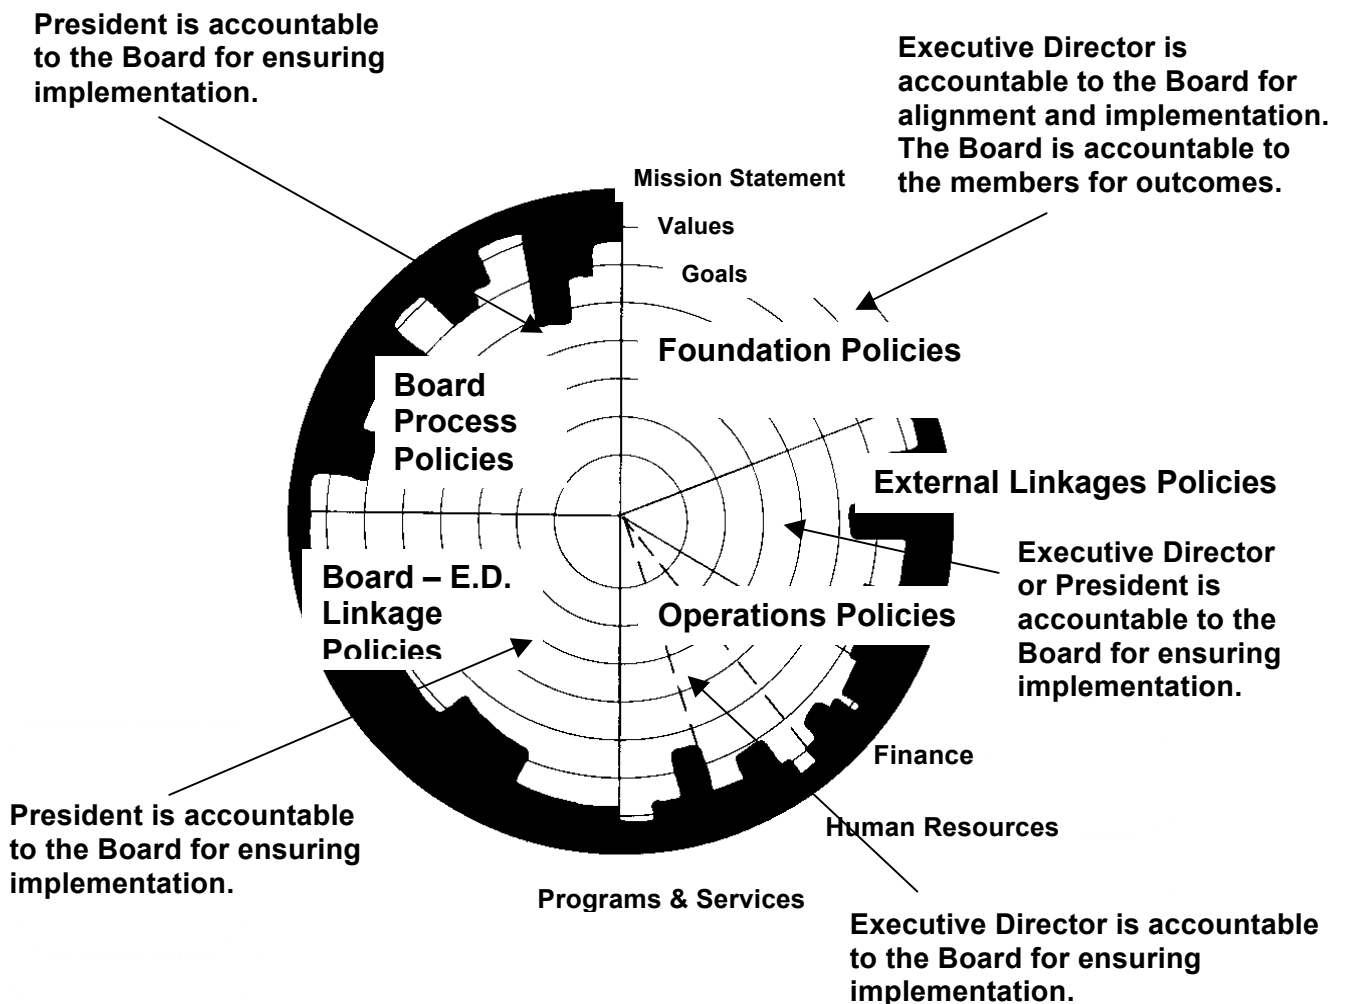 President is accountable
to the Board for ensuring
implementation.
Executive Director is
accountable to the Board for
alignment and implementation.
The Board is accountable to
the members for outcomes.
Mission Statement
Values
Goals
Foundation Policies
Board
Process
Policies
External Linkages Policies
Executive Director
or President is
accountable to the
Board for ensuring
implementation.
Board – E.D.
Linkage
Policies
Operations Policies
Finance
Human Resources
Programs & Services
President is accountable
to the Board for ensuring
implementation.
Executive Director is accountable
to the Board for ensuring
implementation.